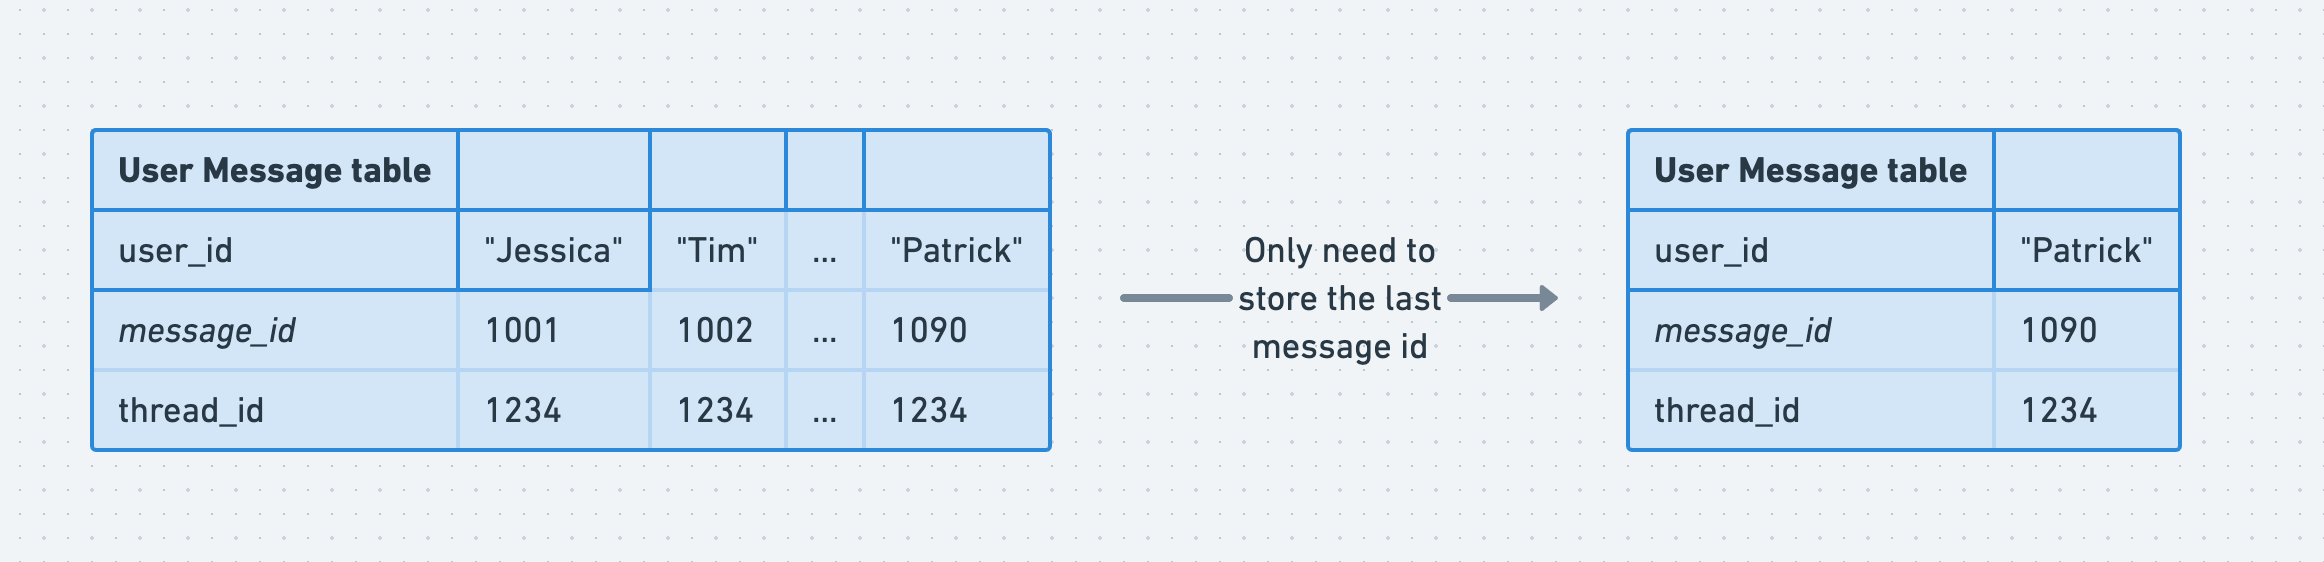 User Message table
user_id "Jessica" "Tim" ... "Patrick"
message_id 1001 1002 ... 1090
thread_id 1234 1234 ... 1234
Only need to
store the last
message id
User Message table
user_id "Patrick"
message_id 1090
thread_id 1234